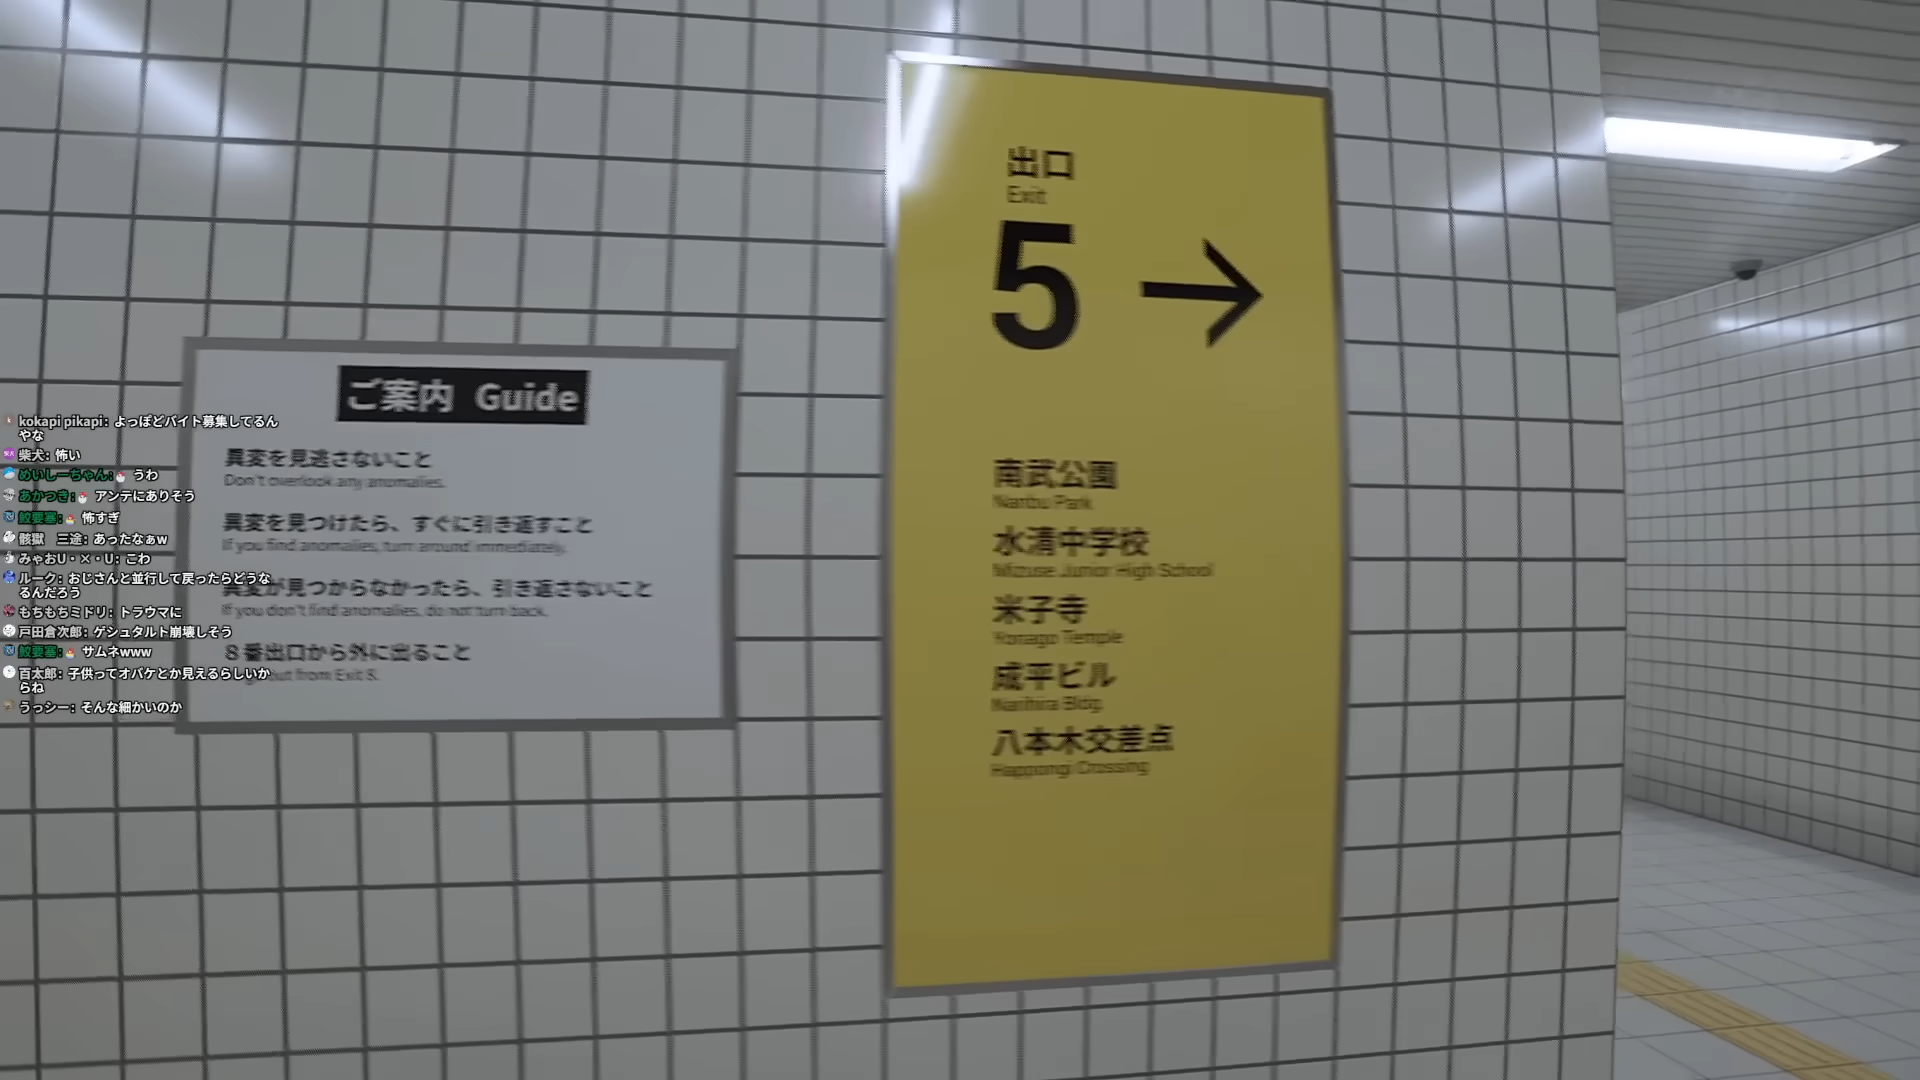 出口
Exit
5
南武公園
Nanbu Park
水清中学校
Mizuse Junior High School
米子寺
Yonago Temple
成平ビル
Narihira Bldg
八本木交差点
Happongi Crossing
ご案内 Guide
異変を見逃さないこと
Don't overlook any anomalies.
異変を見つけたら、すぐに引き返すこと
If you find anomalies, turn around immediately.
異変が見つからなかったら、引き返さないこと
If you don't find anomalies, do not turn back.
8番出口から外に出ること
out from Exit 8.
kokapi pikapi: よっぽどバイト募集してるん
やな
柴犬: 怖い
めいしーちゃん: うわ
あかつき: アンテにありそう
鮫要塞: 怖すぎ
骸獄 三途: あったなぁw
みゃおU・×・U: こわ
ルーク: おじさんと並行して戻ったらどうな
るんだろう
もちもちミドリ: トラウマに
戸田倉次郎: ゲシュタルト崩壊しそう
鮫要塞: サムネwww
百太郎: 子供ってオバケとか見えるらしいか
らね
うっシー: そんな細かいのか